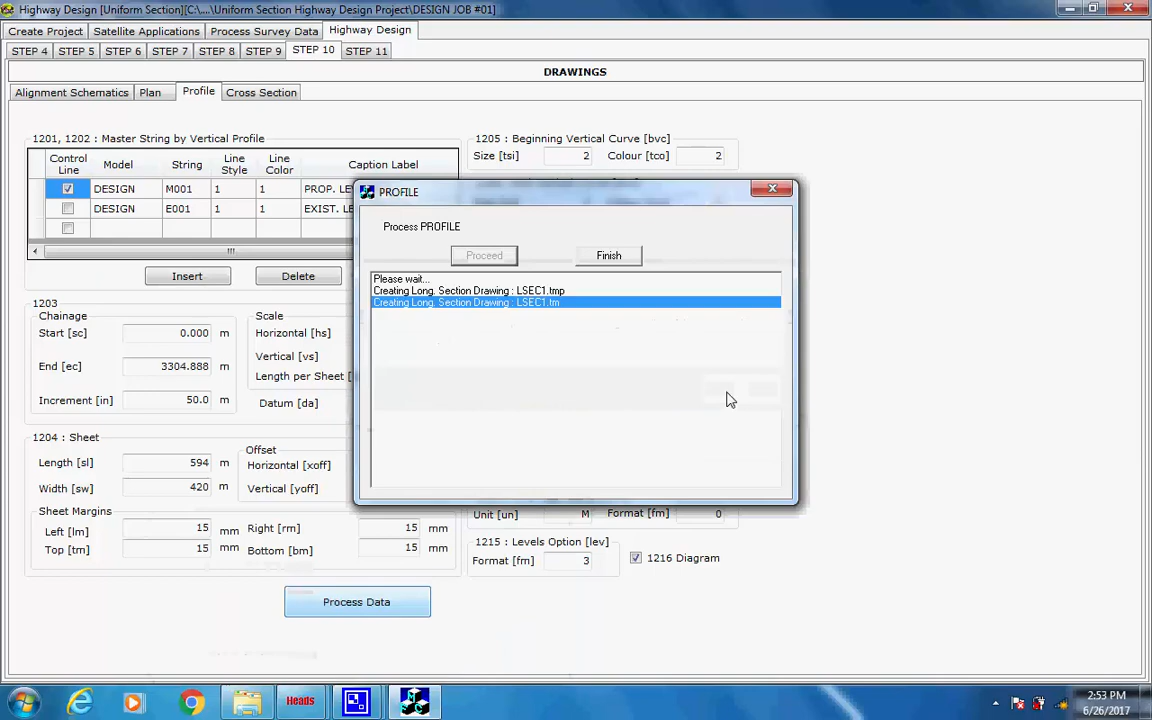 Highway Design [Uniform Section][C:\....\Uniform Section Highway Design Project\DESIGN JOB #01]
Create Project Satellite Applications Process Survey Data Highway Design
STEP 4 STEP 5 STEP 6 STEP 7 STEP 8 STEP 9 STEP 10 STEP 11
DRAWINGS
Alignment Schematics Plan Profile Cross Section
1201, 1202 : Master String by Vertical Profile
Control Line Model String Line Style Line Color Caption Label
DESIGN M001 1 1 PROP. LE
DESIGN E001 1 1 EXIST. LE
Insert Delete
1203
Chainage
Start [sc] 0.000 m
End [ec] 3304.888 m
Increment [in] 50.0 m
Scale
Horizontal [hs]
Vertical [vs]
Length per Sheet [
Datum [da]
1204 : Sheet
Length [sl] 594 m
Width [sw] 420 m
Offset
Horizontal [xoff]
Vertical [yoff]
Sheet Margins
Left [lm] 15 mm Right [rm] 15 mm
Top [tm] 15 mm Bottom [bm] 15 mm
Process Data
1205 : Beginning Vertical Curve [bvc]
Size [tsi] 2 Colour [tco] 2
PROFILE
Process PROFILE
Proceed Finish
Please wait...
Creating Long. Section Drawing : LSEC1.tmp
Creating Long. Section Drawing : LSEC1.tm
Unit [un] M Format [fm] 0
1215 : Levels Option [lev]
Format [fm] 3
1216 Diagram
Heads
2:53 PM
6/26/2017